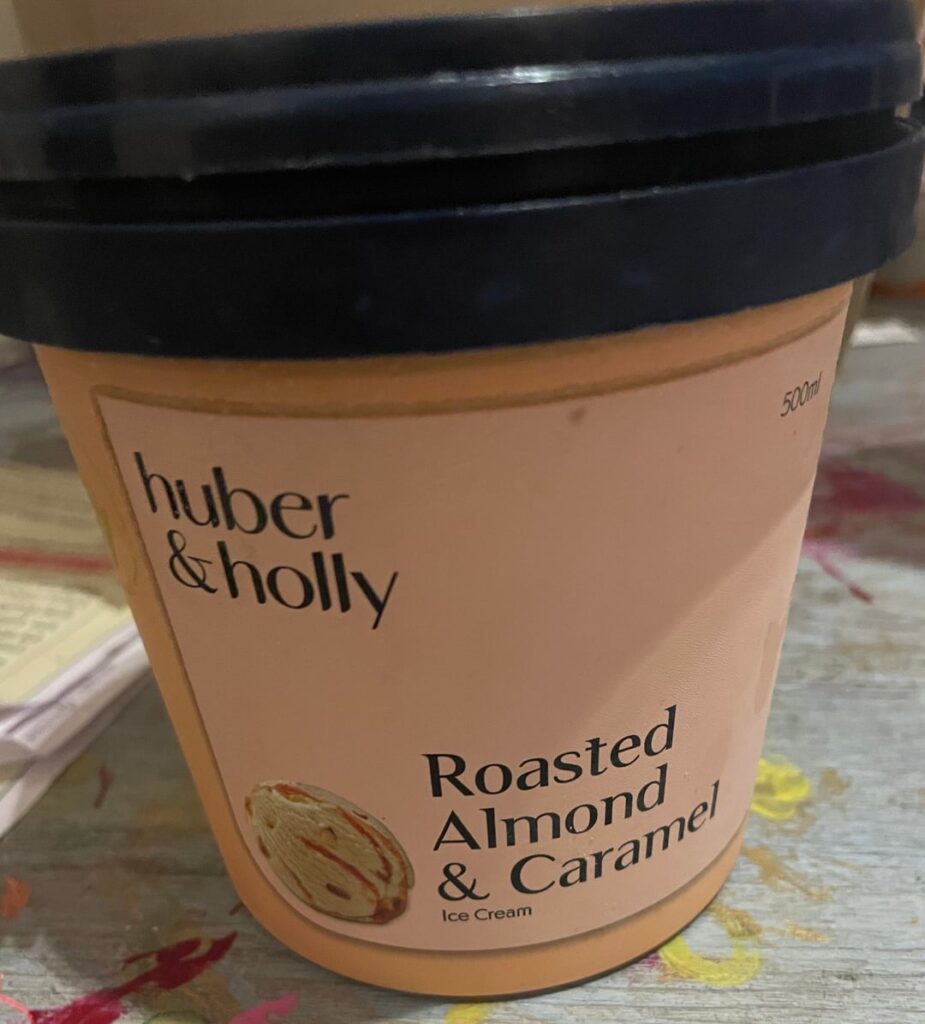 500ml
huber
&holly
Roasted
Almond
& Caramel
Ice Cream